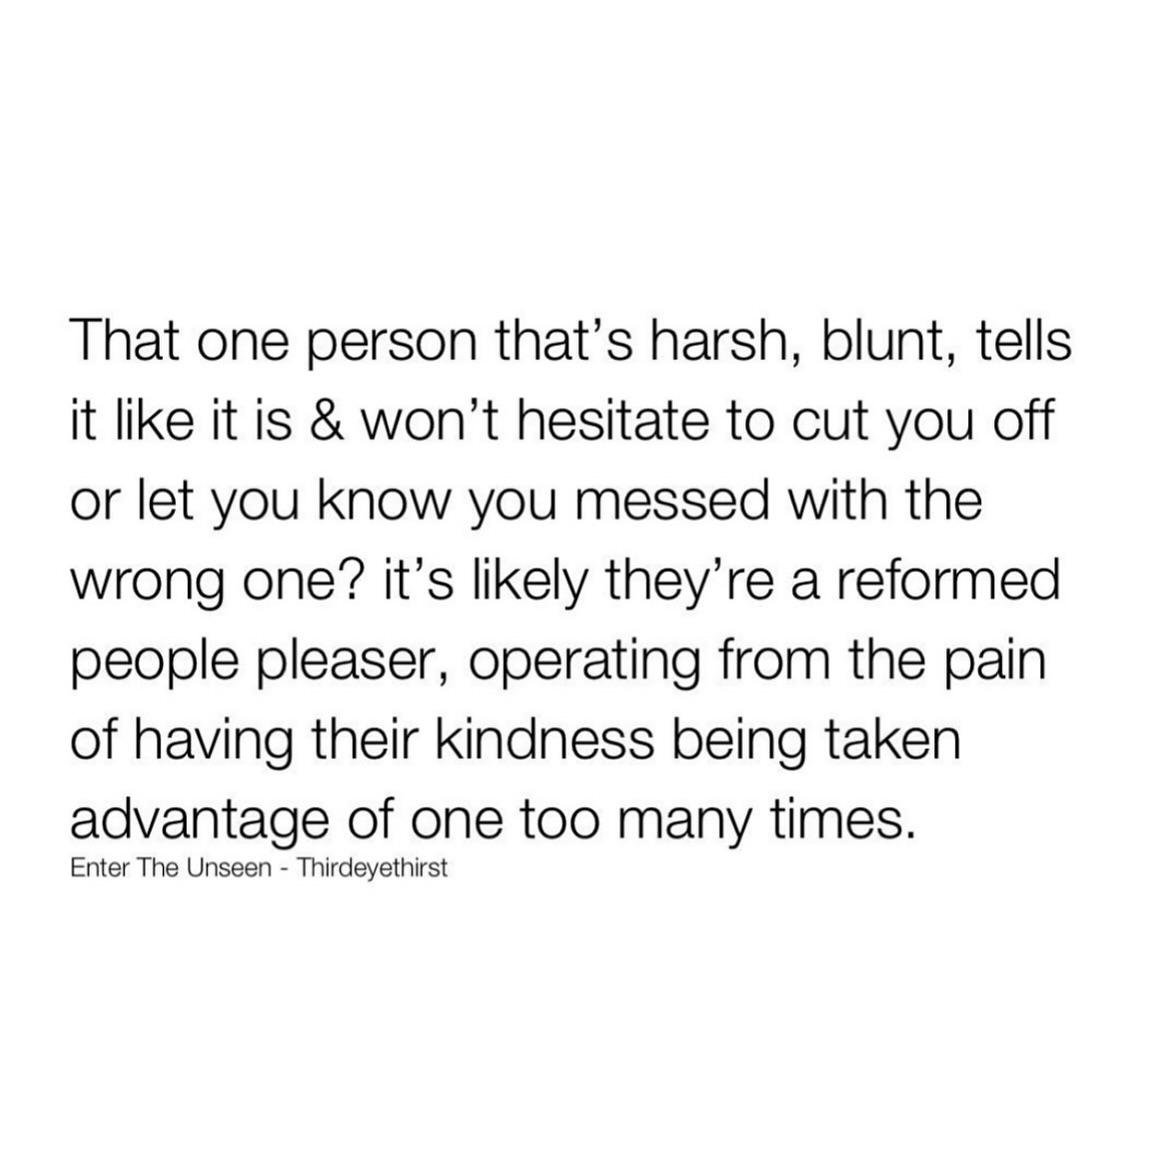 That one person that’s harsh, blunt, tells
it like it is & won’t hesitate to cut you off
or let you know you messed with the
wrong one? it’s likely they’re a reformed
people pleaser, operating from the pain
of having their kindness being taken
advantage of one too many times.
Enter The Unseen - Thirdeyethirst